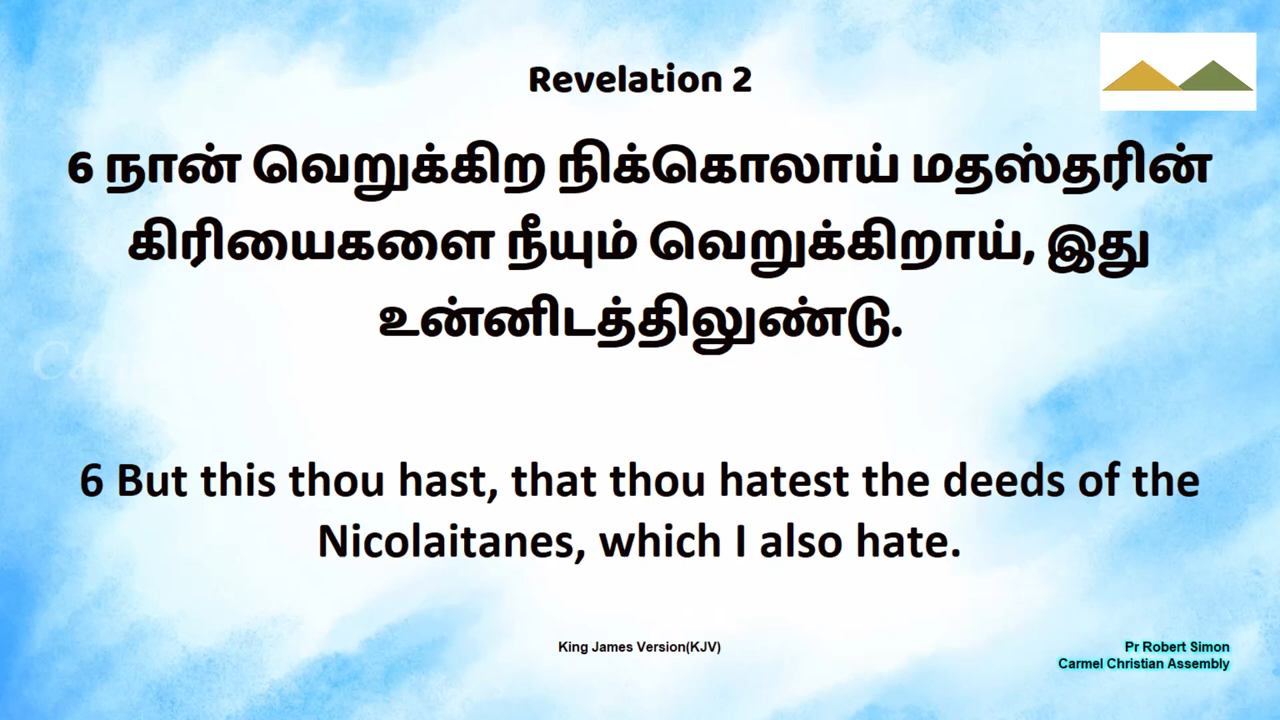 Revelation 2
6 நான் வெறுக்கிற நிக்கொலாய் மதஸ்தரின்
கிரியைகளை நீயும் வெறுக்கிறாய், இது
உன்னிடத்திலுண்டு.
6 But this thou hast, that thou hatest the deeds of the
Nicolaitanes, which I also hate.
King James Version(KJV)
Pr Robert Simon
Carmel Christian Assembly